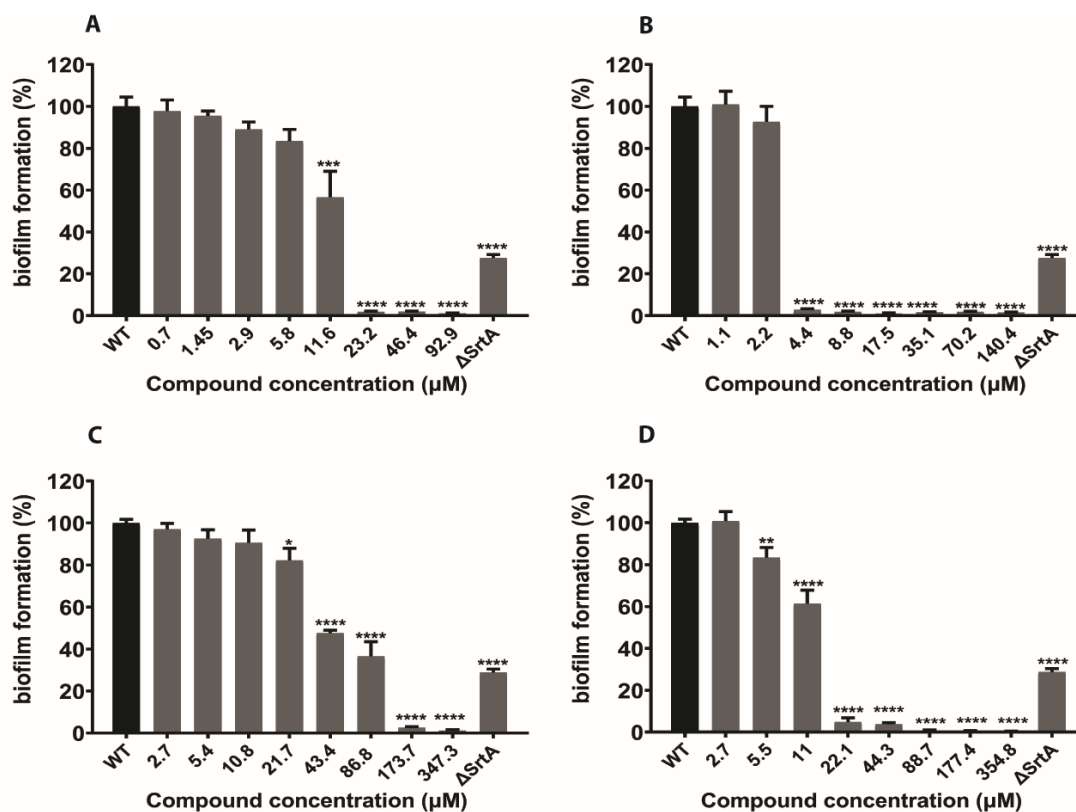 A
biofilm formation (%)
120
100
80
60
40
20
0
***
**** **** ****
****
WT 0.7 1.45 2.9 5.8 11.6 23.2 46.4 92.9 ΔSrtA
Compound concentration (µM)
B
biofilm formation (%)
120
100
80
60
40
20
0
**** **** **** **** **** ****
****
WT 1.1 2.2 4.4 8.8 17.5 35.1 70.2 140.4 ΔSrtA
Compound concentration (µM)
C
biofilm formation (%)
120
100
80
60
40
20
0
*
****
****
**** ****
****
WT 2.7 5.4 10.8 21.7 43.4 86.8 173.7 347.3 ΔSrtA
Compound concentration (µM)
D
biofilm formation (%)
120
100
80
60
40
20
0
**
****
**** **** **** **** ****
****
WT 2.7 5.5 11 22.1 44.3 88.7 177.4 354.8 ΔSrtA
Compound concentration (µM)